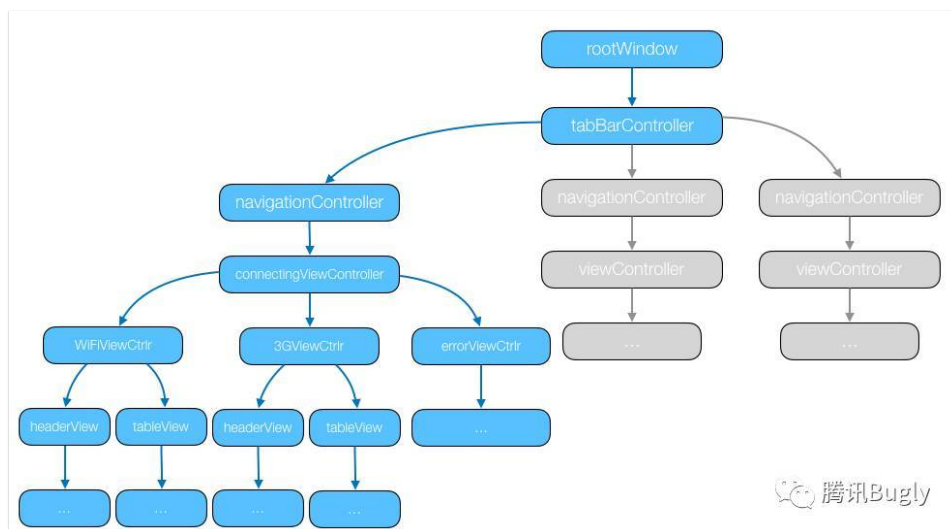 rootWindow
tabBarController
navigationController
navigationController
navigationController
connectingViewController
viewController
viewController
WiFiViewCtrlr
3GViewCtrlr
errorViewCtrlr
...
...
headerView
tableView
headerView
tableView
...
...
...
...
...
腾讯Bugly